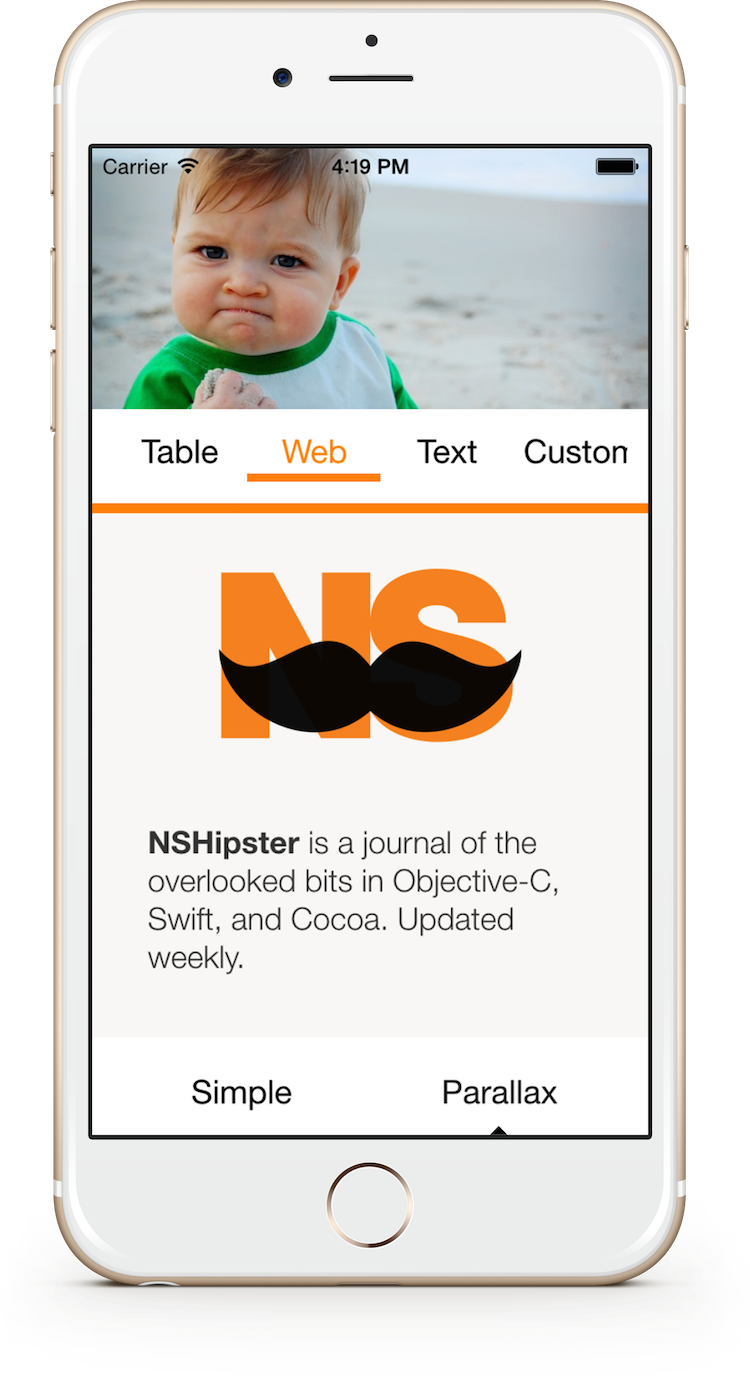 Carrier 4:19 PM
Table Web Text Custom
NS
NSHipster is a journal of the
overlooked bits in Objective-C,
Swift, and Cocoa. Updated
weekly.
Simple Parallax